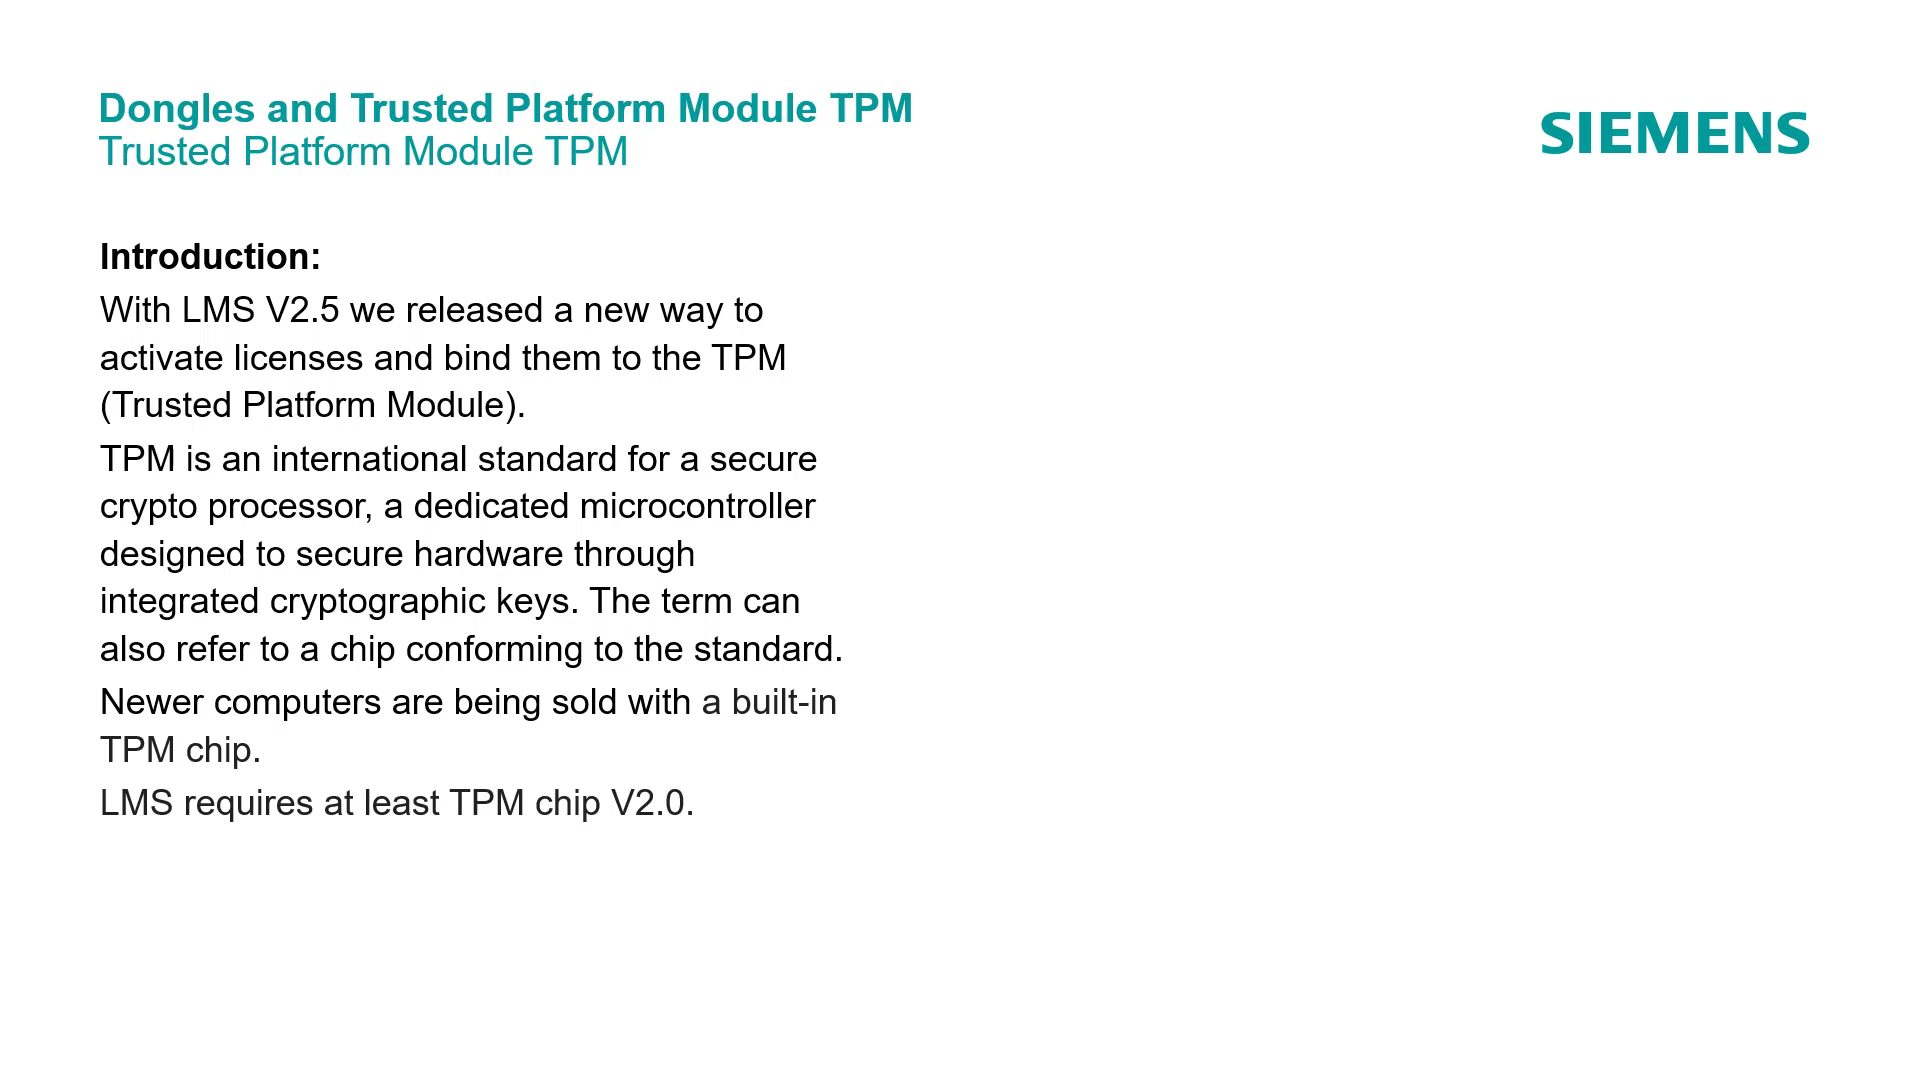 Dongles and Trusted Platform Module TPM
Trusted Platform Module TPM
SIEMENS
Introduction:
With LMS V2.5 we released a new way to
activate licenses and bind them to the TPM
(Trusted Platform Module).
TPM is an international standard for a secure
crypto processor, a dedicated microcontroller
designed to secure hardware through
integrated cryptographic keys. The term can
also refer to a chip conforming to the standard.
Newer computers are being sold with a built-in
TPM chip.
LMS requires at least TPM chip V2.0.